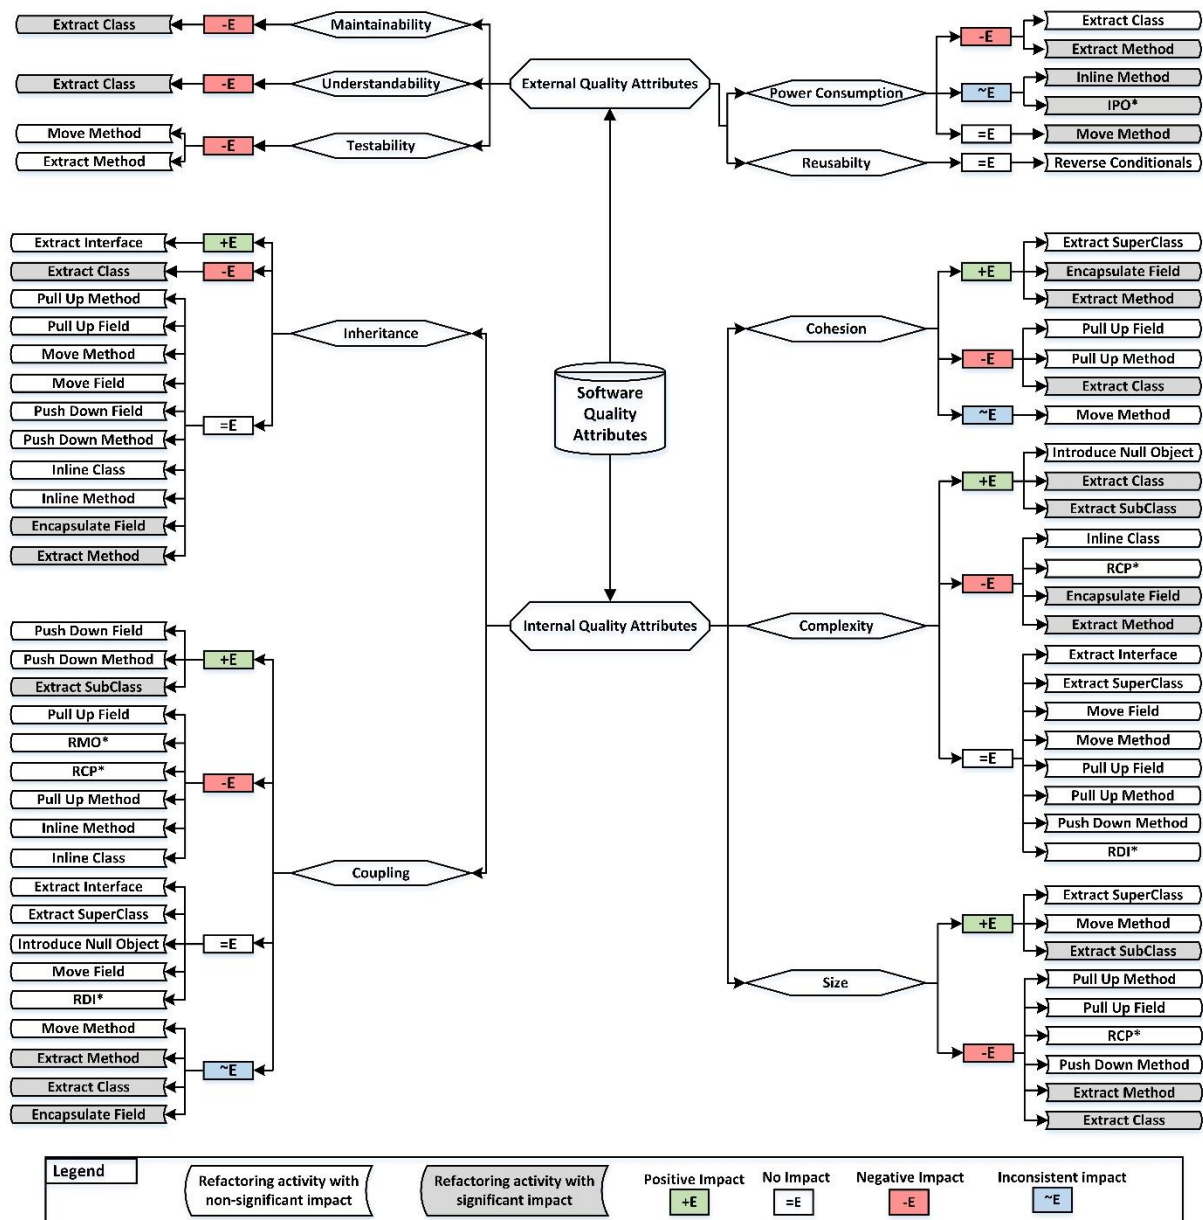 Extract Class
-E
Maintainability
Extract Class
-E
Understandability
Move Method
Extract Method
-E
Testability
External Quality Attributes
Power Consumption
-E
Extract Class
Extract Method
~E
Inline Method
IPO*
=E
Move Method
Reusabilty
=E
Reverse Conditionals
Software
Quality
Attributes
Internal Quality Attributes
Extract Interface
+E
Extract Class
-E
Pull Up Method
Pull Up Field
Move Method
Move Field
Push Down Field
Push Down Method
Inline Class
Inline Method
Encapsulate Field
Extract Method
=E
Inheritance
Push Down Field
Push Down Method
Extract SubClass
+E
Pull Up Field
RMO*
RCP*
Pull Up Method
Inline Method
Inline Class
-E
Extract Interface
Extract SuperClass
Introduce Null Object
Move Field
RDI*
=E
Move Method
Extract Method
Extract Class
Encapsulate Field
~E
Coupling
Cohesion
+E
Extract SuperClass
Encapsulate Field
Extract Method
-E
Pull Up Field
Pull Up Method
Extract Class
~E
Move Method
Complexity
+E
Introduce Null Object
Extract Class
Extract SubClass
-E
Inline Class
RCP*
Encapsulate Field
Extract Method
=E
Extract Interface
Extract SuperClass
Move Field
Move Method
Pull Up Field
Pull Up Method
Push Down Method
RDI*
Size
+E
Extract SuperClass
Move Method
Extract SubClass
-E
Pull Up Method
Pull Up Field
RCP*
Push Down Method
Extract Method
Extract Class
Legend
Refactoring activity with
non-significant impact
Refactoring activity with
significant impact
Positive Impact
+E
No Impact
=E
Negative Impact
-E
Inconsistent impact
~E